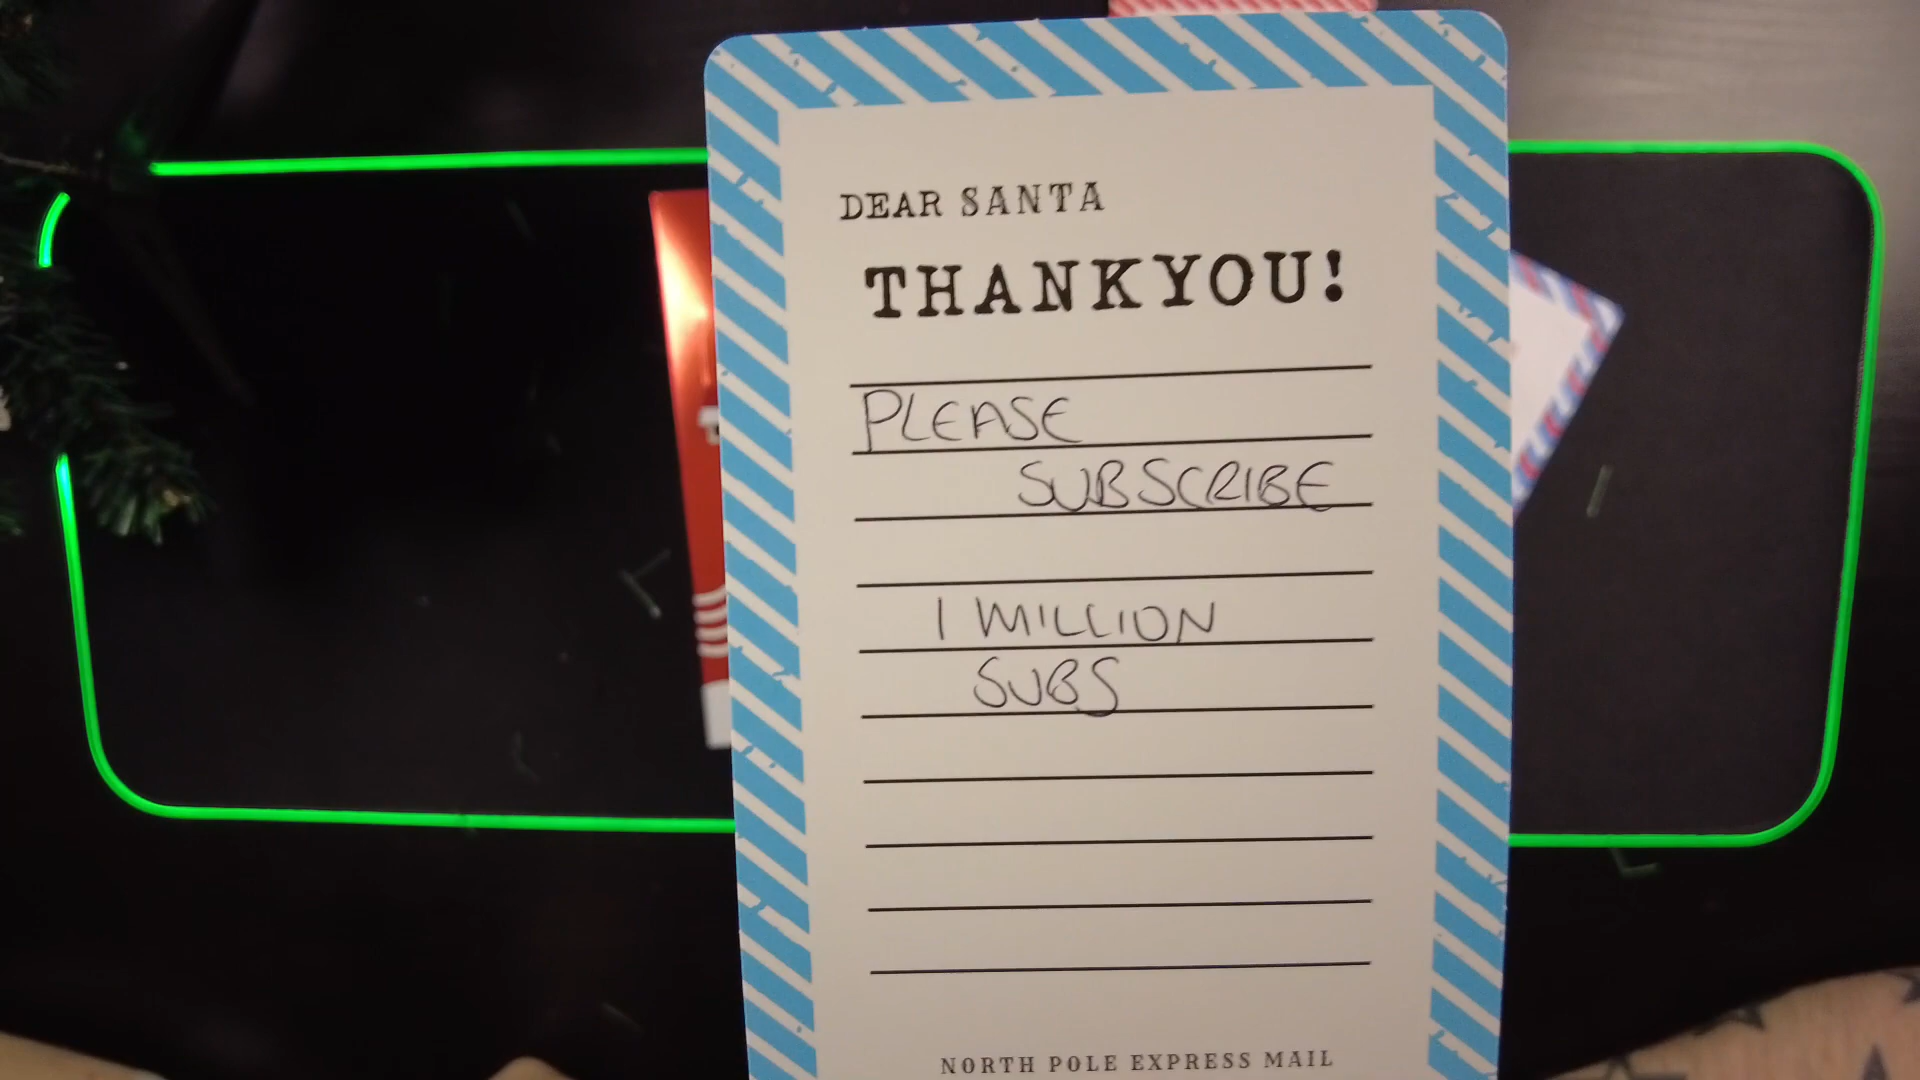 DEAR SANTA
THANKYOU!
PLEASE
SUBSCRIBE
1 MILLION
SUBS
NORTH POLE EXPRESS MAIL